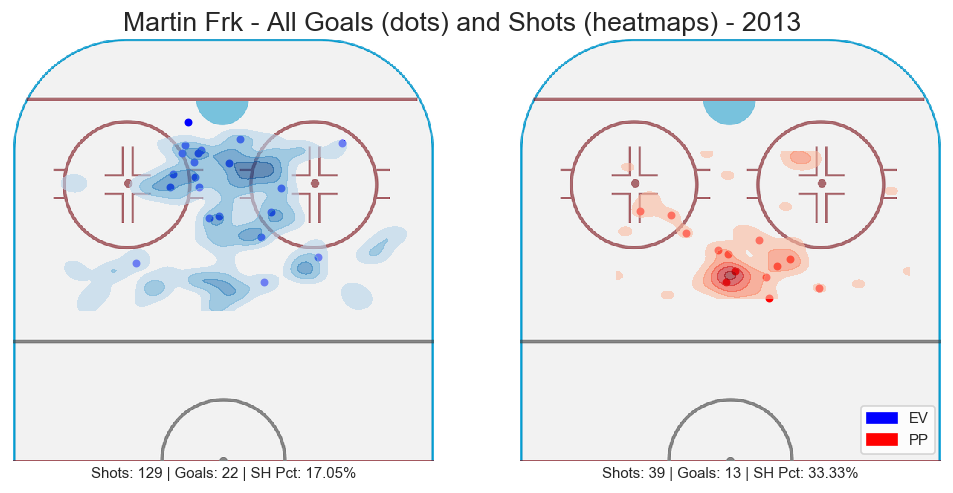 Martin Frk - All Goals (dots) and Shots (heatmaps) - 2013
EV
PP
Shots: 129 | Goals: 22 | SH Pct: 17.05%
Shots: 39 | Goals: 13 | SH Pct: 33.33%